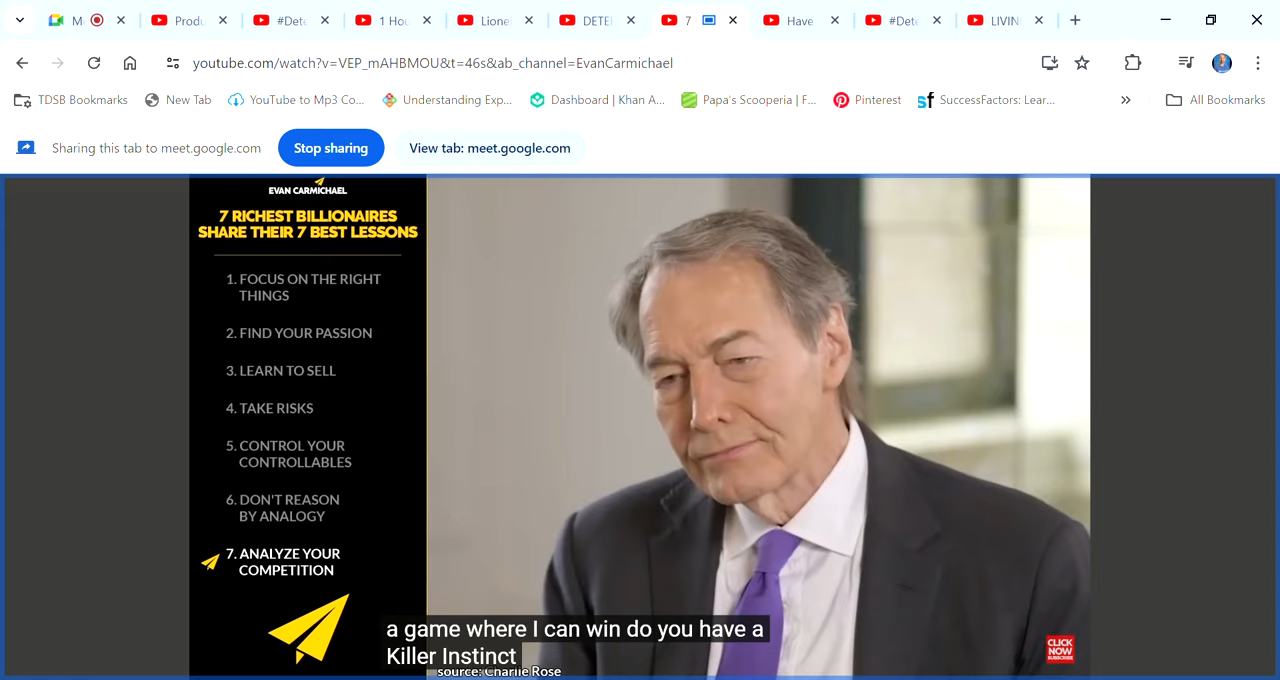 M
Produ
#Dete
1 Hou
Lione
DETE
7
Have
#Dete
LIVIN
youtube.com/watch?v=VEP_mAHBMOU&t=46s&ab_channel=EvanCarmichael
TDSB Bookmarks
New Tab
YouTube to Mp3 Co...
Understanding Exp...
Dashboard | Khan A...
Papa's Scooperia | F...
Pinterest
sf
SuccessFactors: Lear...
All Bookmarks
Sharing this tab to meet.google.com
Stop sharing
View tab: meet.google.com
EVAN CARMICHAEL
7 RICHEST BILLIONAIRES
SHARE THEIR 7 BEST LESSONS
1. FOCUS ON THE RIGHT
THINGS
2. FIND YOUR PASSION
3. LEARN TO SELL
4. TAKE RISKS
5. CONTROL YOUR
CONTROLLABLES
6. DON'T REASON
BY ANALOGY
7. ANALYZE YOUR
COMPETITION
a game where I can win do you have a
Killer Instinct
source: Charlie Rose
CLICK
NOW
SUBSCRIBE